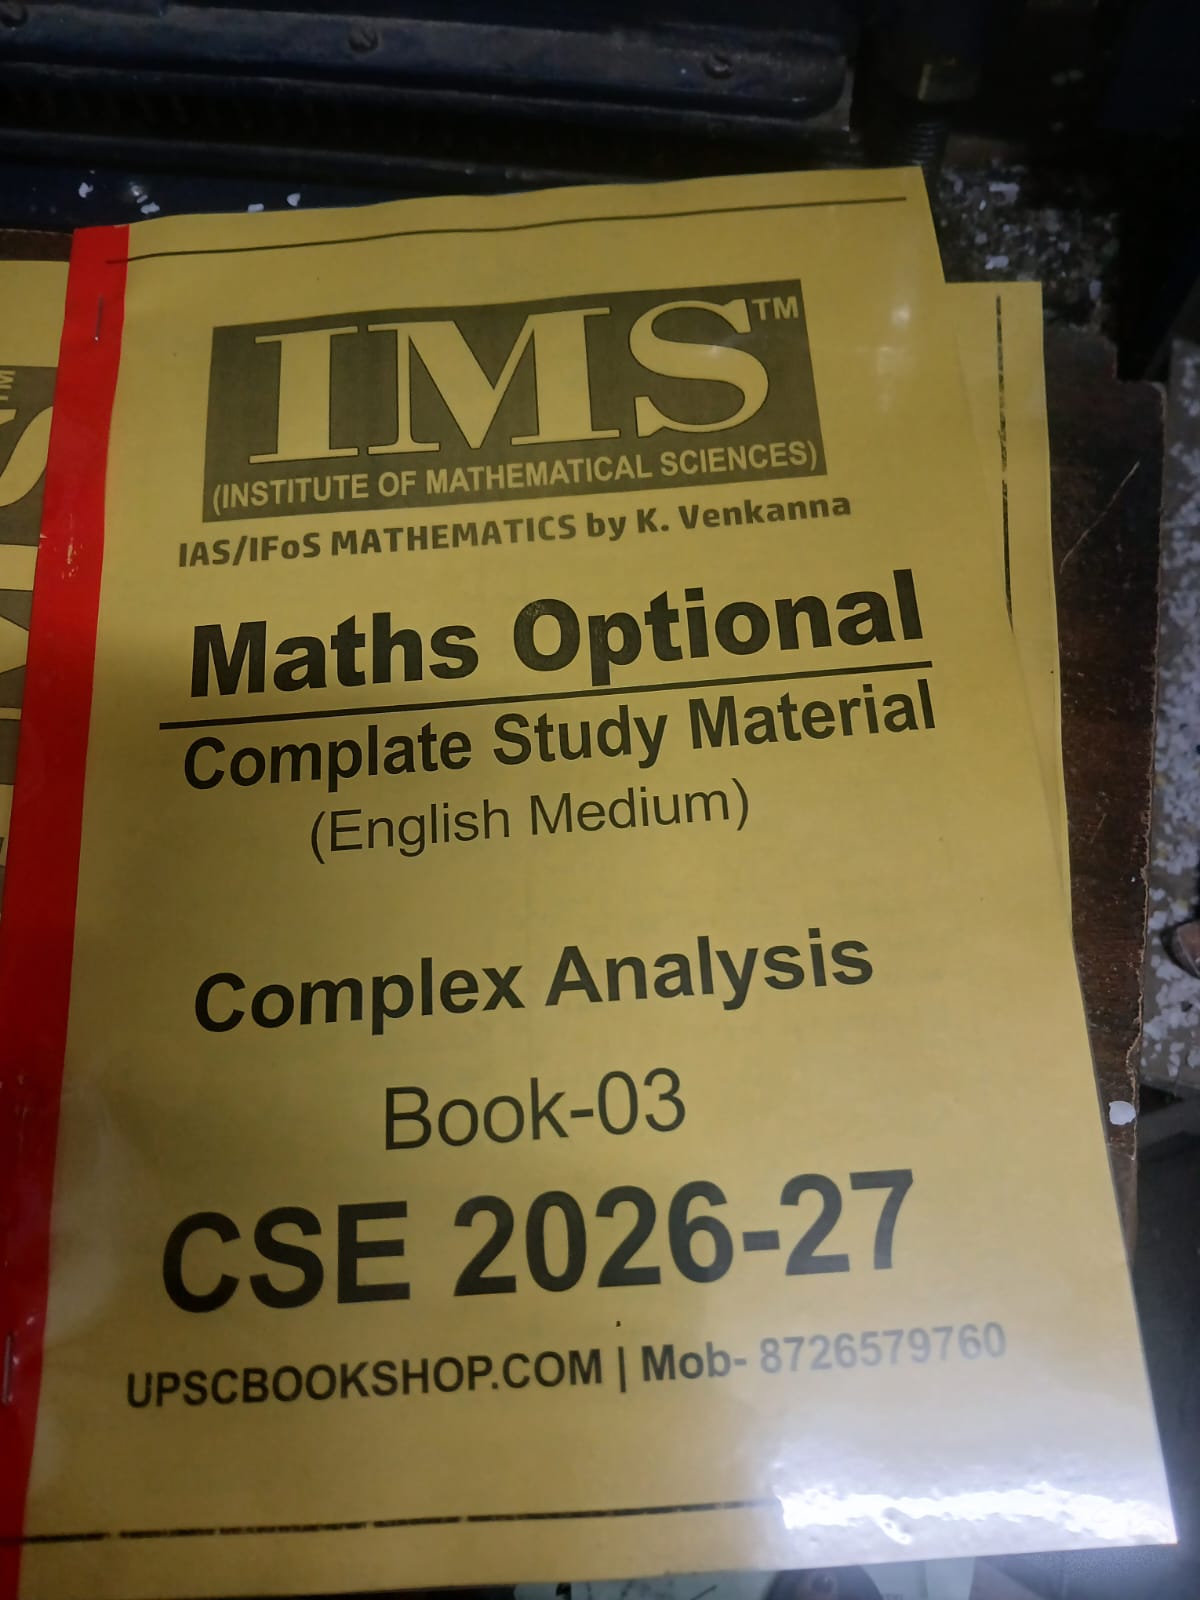 IMS™
(INSTITUTE OF MATHEMATICAL SCIENCES)
IAS/IFoS MATHEMATICS by K. Venkanna
Maths Optional
Complate Study Material
(English Medium)
Complex Analysis
Book-03
CSE 2026-27
UPSCBOOKSHOP.COM | Mob- 8726579760